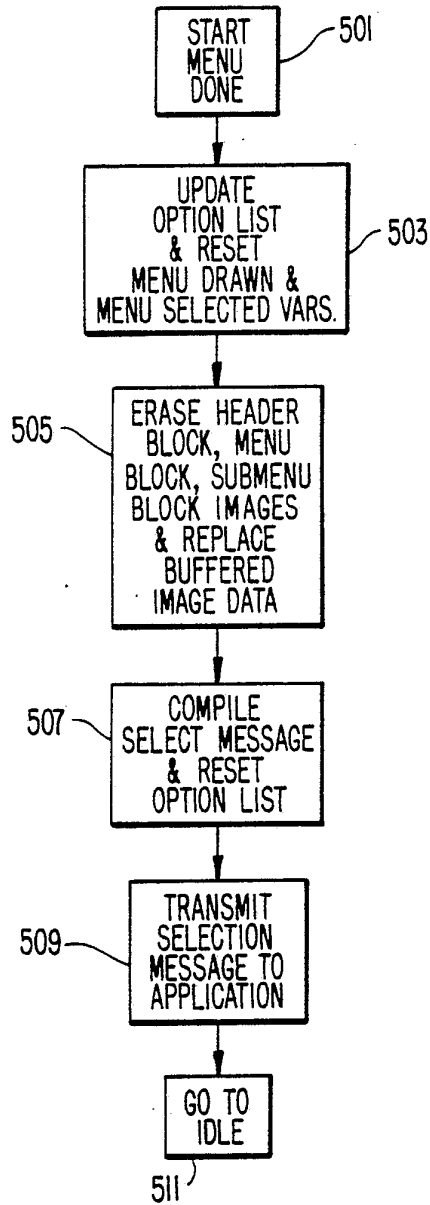 START
MENU
DONE
501
UPDATE
OPTION LIST
& RESET
MENU DRAWN &
MENU SELECTED VARS.
503
ERASE HEADER
BLOCK, MENU
BLOCK, SUBMENU
BLOCK IMAGES
& REPLACE
BUFFERED
IMAGE DATA
505
COMPILE
SELECT MESSAGE
& RESET
OPTION LIST
507
TRANSMIT
SELECTION
MESSAGE TO
APPLICATION
509
GO TO
IDLE
511